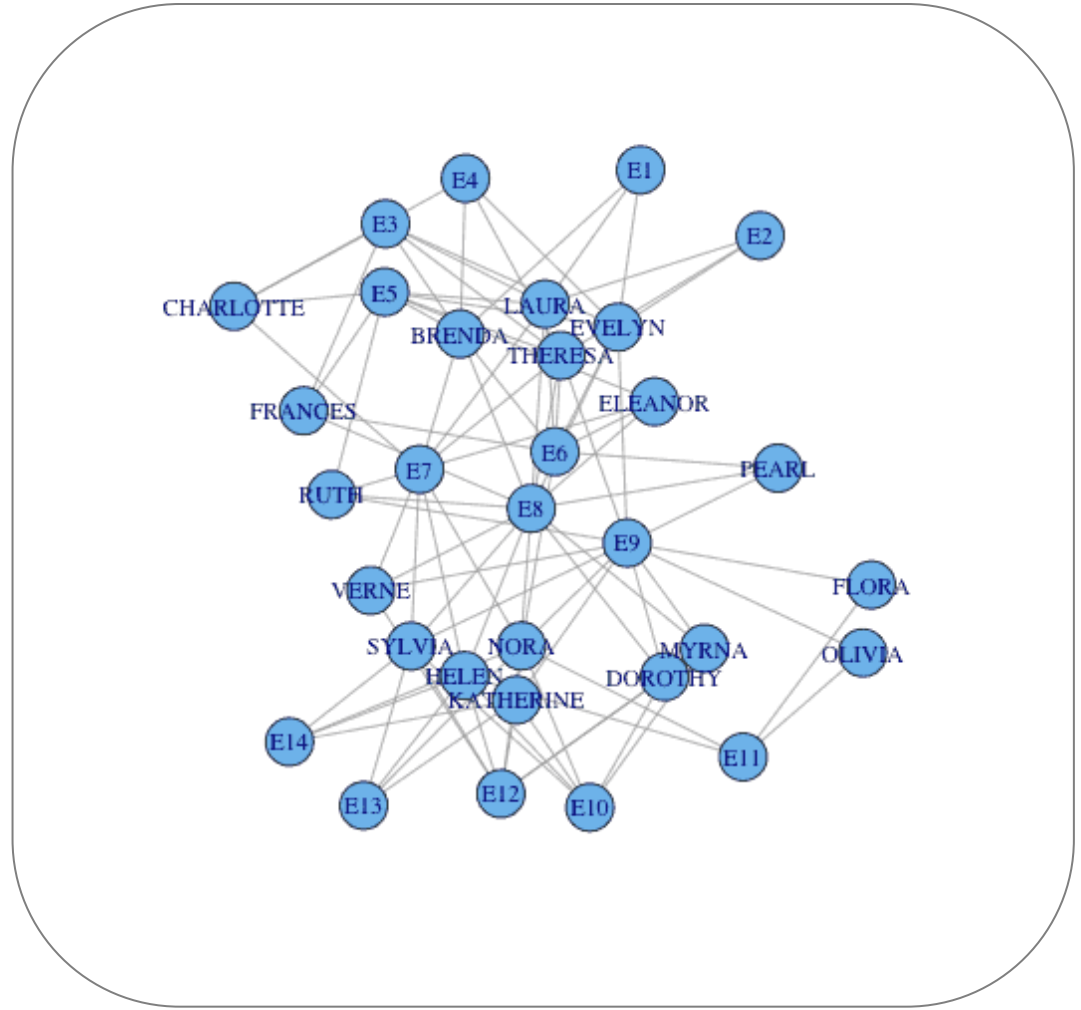 E4
E1
E3
E2
E5
CHARLOTTE
LAURA
EVELYN
BRENDA
THERESA
ELEANOR
FRANCES
E6
E7
PEARL
RUTH
E8
E9
FLORA
VERNE
SYLVIA
NORA
MYRNA
OLIVIA
HELEN
DOROTHY
KATHERINE
E14
E11
E12
E13
E10